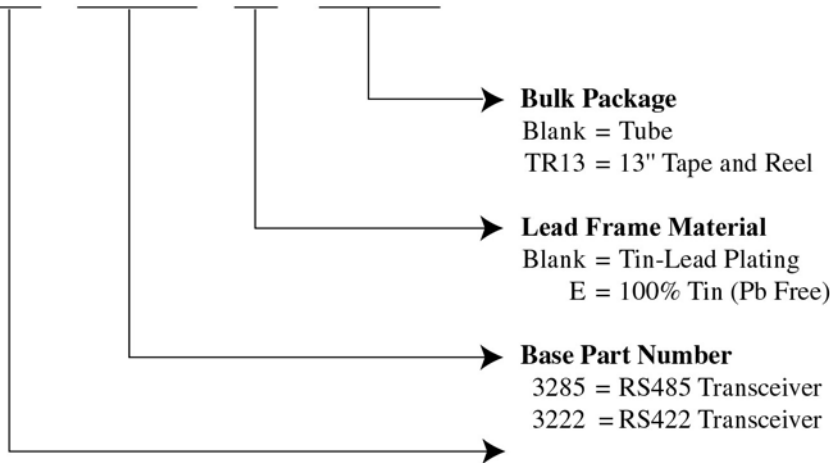 Bulk Package
Blank = Tube
TR13 = 13" Tape and Reel
Lead Frame Material
Blank = Tin-Lead Plating
E = 100% Tin (Pb Free)
Base Part Number
3285 = RS485 Transceiver
3222 = RS422 Transceiver